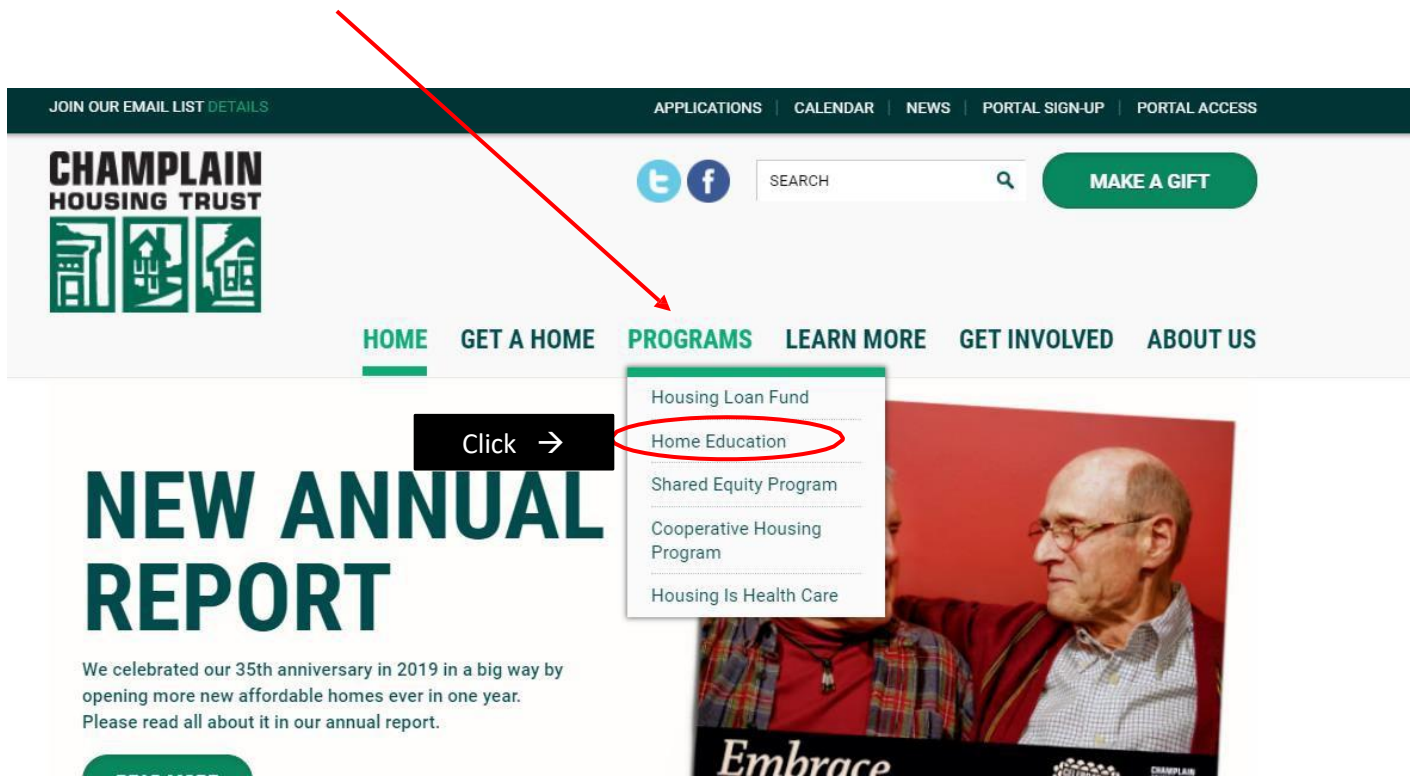 JOIN OUR EMAIL LIST DETAILS
APPLICATIONS | CALENDAR | NEWS | PORTAL SIGN-UP | PORTAL ACCESS
CHAMPLAIN
HOUSING TRUST
t f SEARCH MAKE A GIFT
HOME GET A HOME PROGRAMS LEARN MORE GET INVOLVED ABOUT US
Housing Loan Fund
Click → Home Education
Shared Equity Program
Cooperative Housing
Program
Housing Is Health Care
NEW ANNUAL
REPORT
We celebrated our 35th anniversary in 2019 in a big way by
opening more new affordable homes ever in one year.
Please read all about it in our annual report.
READ MORE
Embrace
CHAMPLAIN